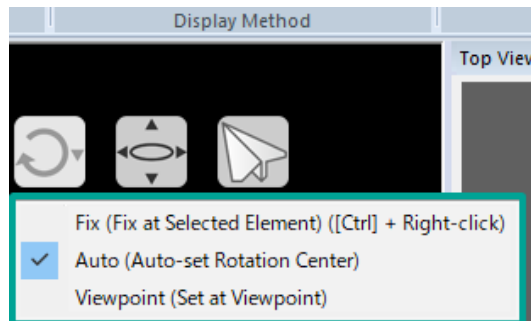 Display Method
Top View
Fix (Fix at Selected Element) ([Ctrl] + Right-click)
Auto (Auto-set Rotation Center)
Viewpoint (Set at Viewpoint)